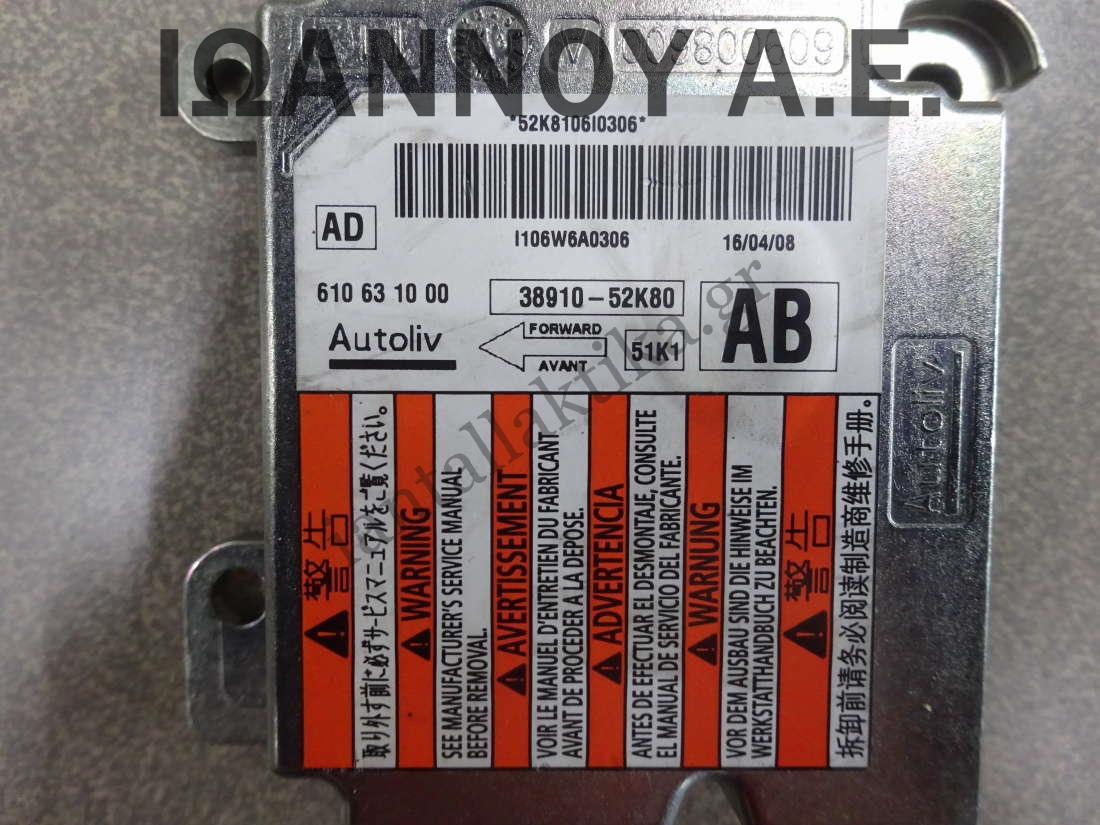 ΙΩΑΝΝΟΥ Α.Ε.
*52K8106I0306*
AD
I106W6A0306
16/04/08
610 63 10 00
38910-52K80
AB
Autoliv
FORWARD
AVANT
51K1
Autoliv
antallaktika.gr
警告
取り外す前に必ずサービスマニュアルをご覧ください。
WARNING
SEE MANUFACTURER'S SERVICE MANUAL
BEFORE REMOVAL.
AVERTISSEMENT
VOIR LE MANUEL D'ENTRETIEN DU FABRICANT
AVANT DE PROCEDER A LA DEPOSE.
ADVERTENCIA
ANTES DE EFECTUAR EL DESMONTAJE, CONSULTE
EL MANUAL DE SERVICIO DEL FABRICANTE.
WARNUNG
VOR DEM AUSBAU SIND DIE HINWEISE IM
WERKSTATTHANDBUCH ZU BEACHTEN.
警告
拆卸前请务必阅读制造商维修手册.